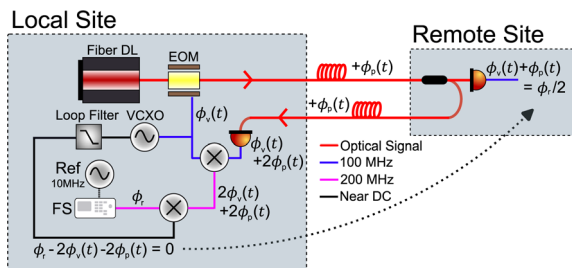 Local Site
Remote Site
Fiber DL
EOM
+ϕₚ(t)
ϕᵥ(t)+ϕₚ(t)
= ϕᵣ/2
Loop Filter
VCXO
ϕᵥ(t)
+ϕₚ(t)
ϕᵥ(t)
+2ϕₚ(t)
Ref
10MHz
FS
ϕᵣ
2ϕᵥ(t)
+2ϕₚ(t)
ϕᵣ - 2ϕᵥ(t) - 2ϕₚ(t) = 0
Optical Signal
100 MHz
200 MHz
Near DC